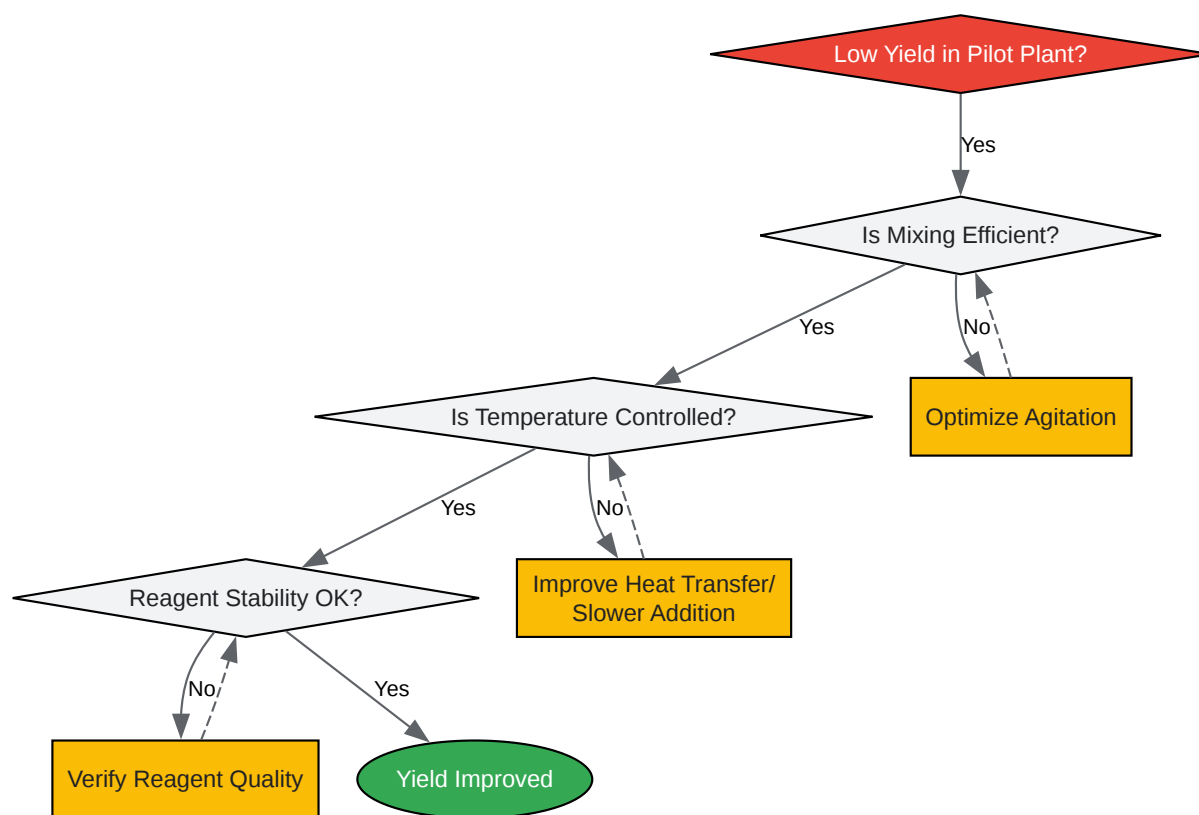 Low Yield in Pilot Plant?
Yes
Is Mixing Efficient?
Yes
No
Is Temperature Controlled?
Optimize Agitation
Yes
No
Reagent Stability OK?
Improve Heat Transfer/
Slower Addition
No
Yes
Verify Reagent Quality
Yield Improved